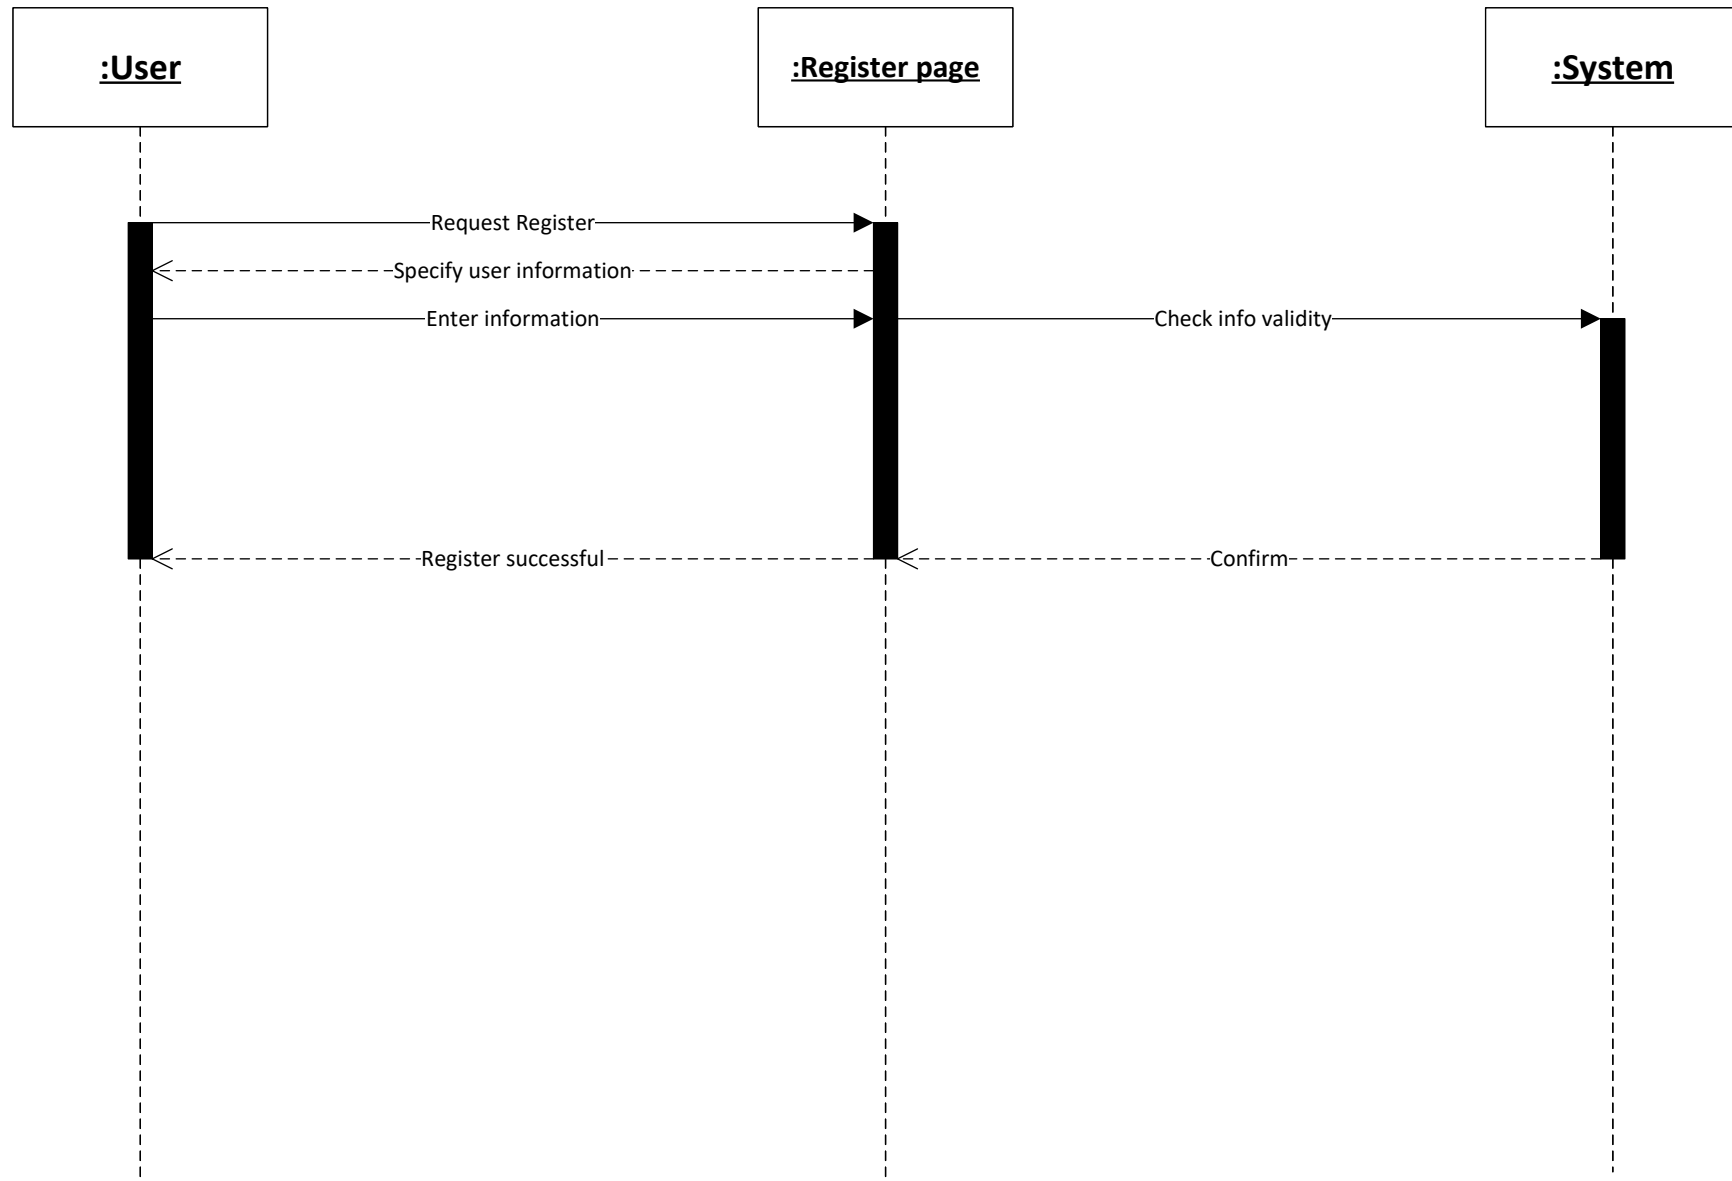 :User
:Register page
:System
Request Register
Specify user information
Enter information
Check info validity
Register successful
Confirm